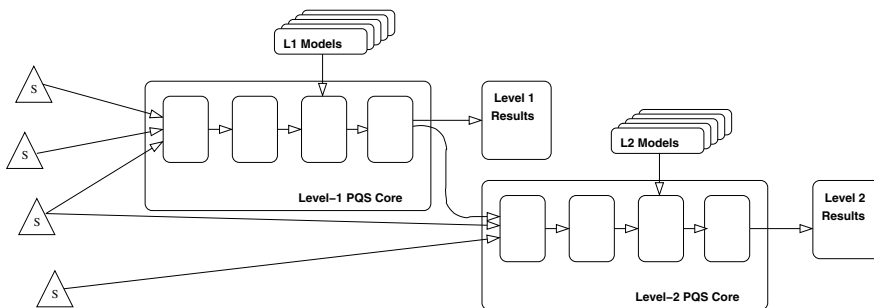 L1 Models
S
Level 1
Results
S
L2 Models
Level−1 PQS Core
S
Level 2
Results
S
Level−2 PQS Core